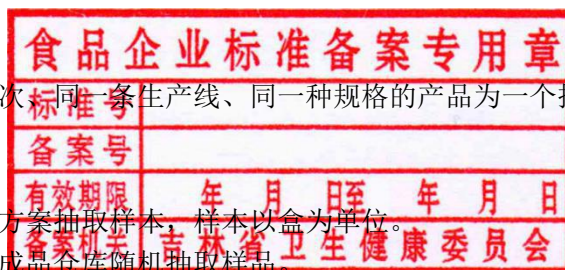 食品企业标准备案专用章
次、同一条生产线、同一种规格的产品为一个
标准号
备案号
有效期限 年 月 日至 年 月 日
方案抽取样本，样本以盒为单位。
备案机关 吉林省卫生健康委员会
成品仓库随机抽取样品。